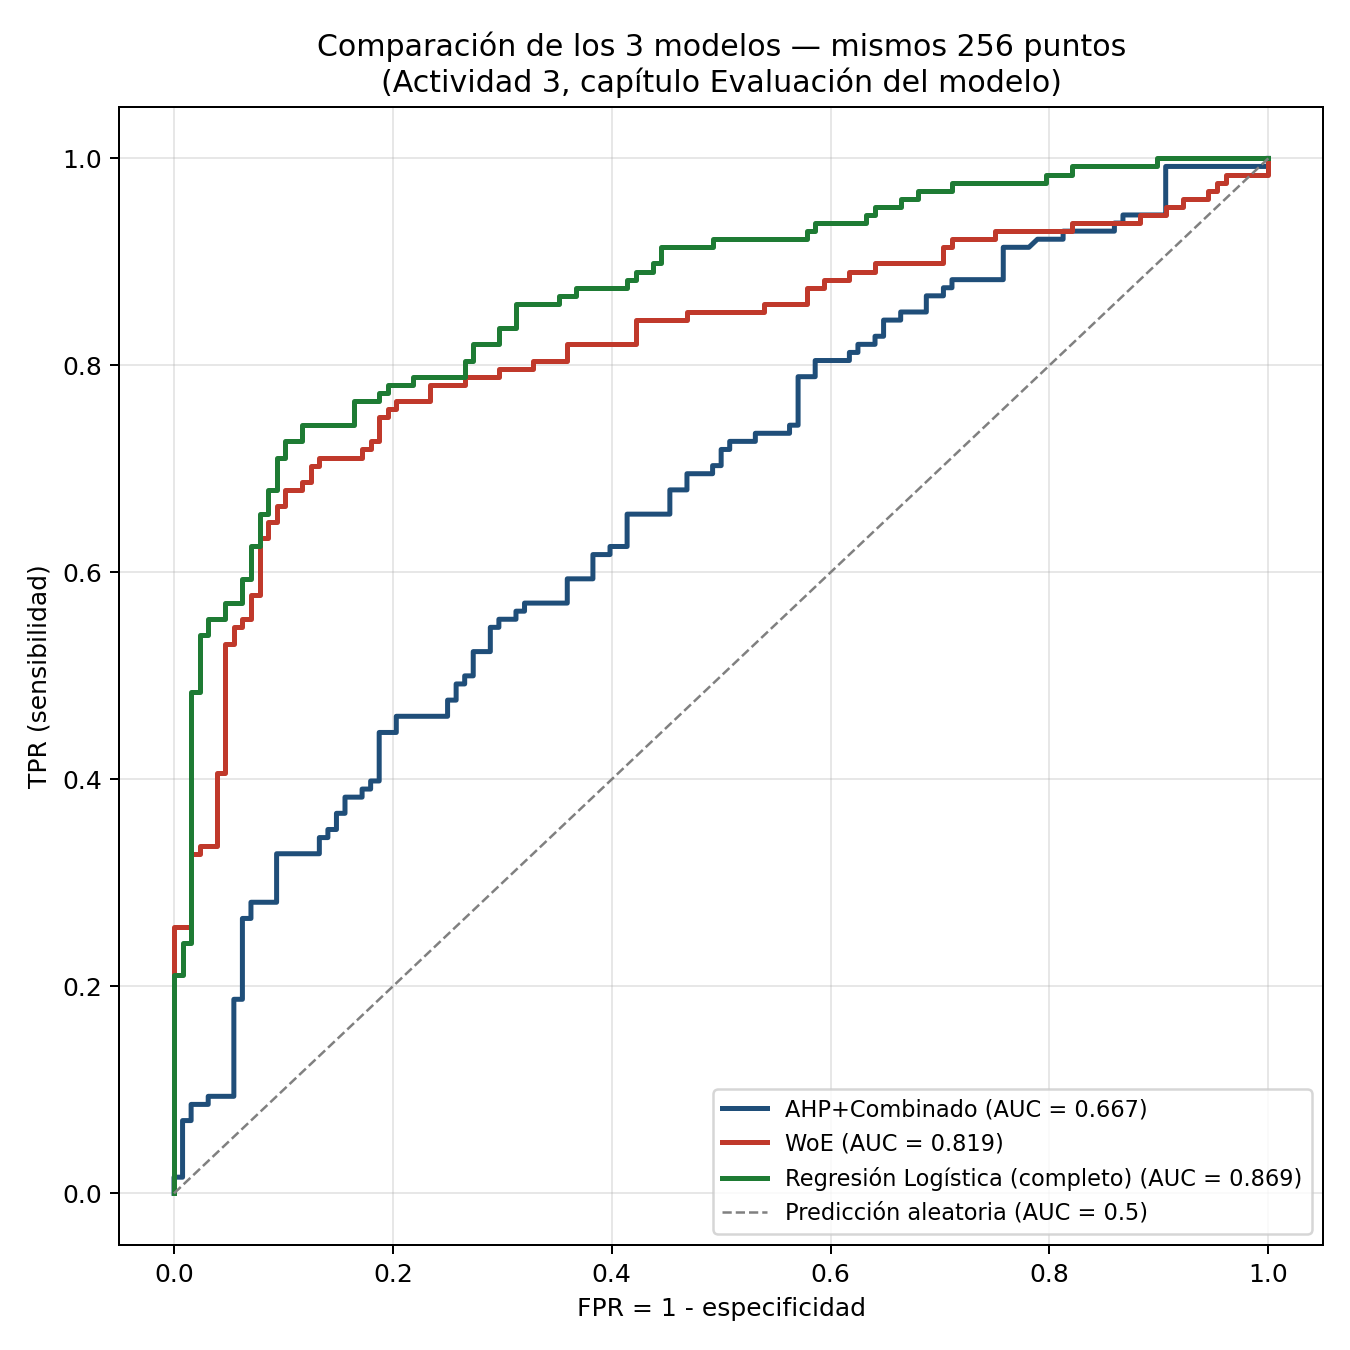 Comparación de los 3 modelos — mismos 256 puntos
(Actividad 3, capítulo Evaluación del modelo)
TPR (sensibilidad)
1.0
0.8
0.6
0.4
0.2
0.0
AHP+Combinado (AUC = 0.667)
WoE (AUC = 0.819)
Regresión Logística (completo) (AUC = 0.869)
Predicción aleatoria (AUC = 0.5)
0.0 0.2 0.4 0.6 0.8 1.0
FPR = 1 - especificidad